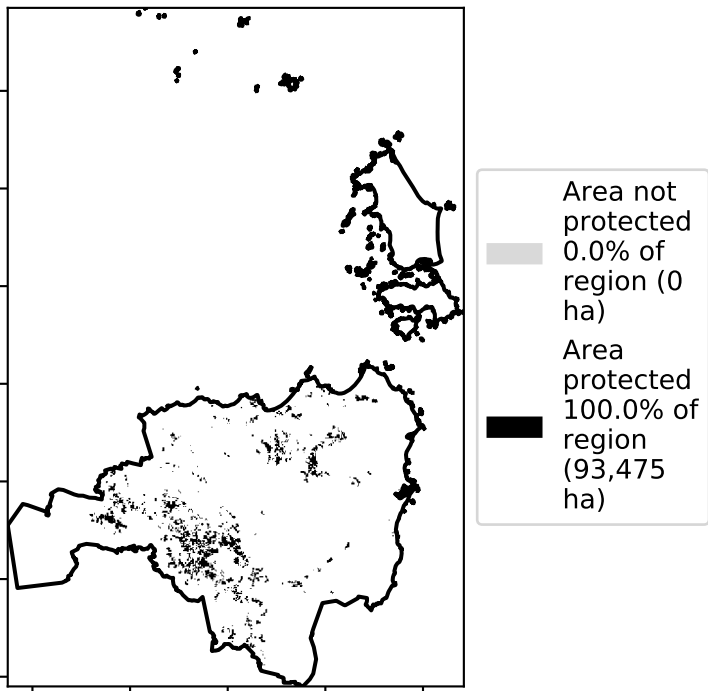 Area not
protected
0.0% of
region (0
ha)
Area
protected
100.0% of
region
(93,475
ha)